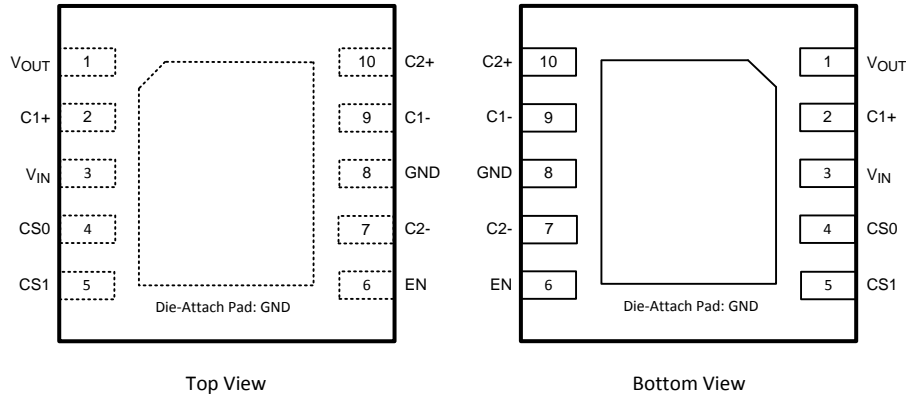 VOUT 1 10 C2+
C1+ 2 9 C1-
VIN 3 8 GND
CS0 4 7 C2-
CS1 5 6 EN
Die-Attach Pad: GND
Top View
C2+ 10 1 VOUT
C1- 9 2 C1+
GND 8 3 VIN
C2- 7 4 CS0
EN 6 5 CS1
Die-Attach Pad: GND
Bottom View